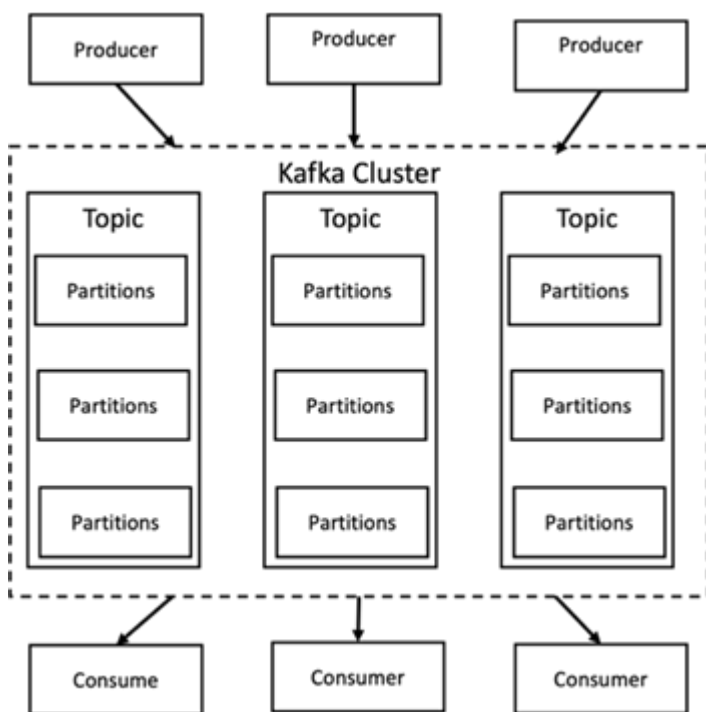 Producer
Producer
Producer
Kafka Cluster
Topic
Topic
Topic
Partitions
Partitions
Partitions
Partitions
Partitions
Partitions
Partitions
Partitions
Partitions
Consume
Consumer
Consumer